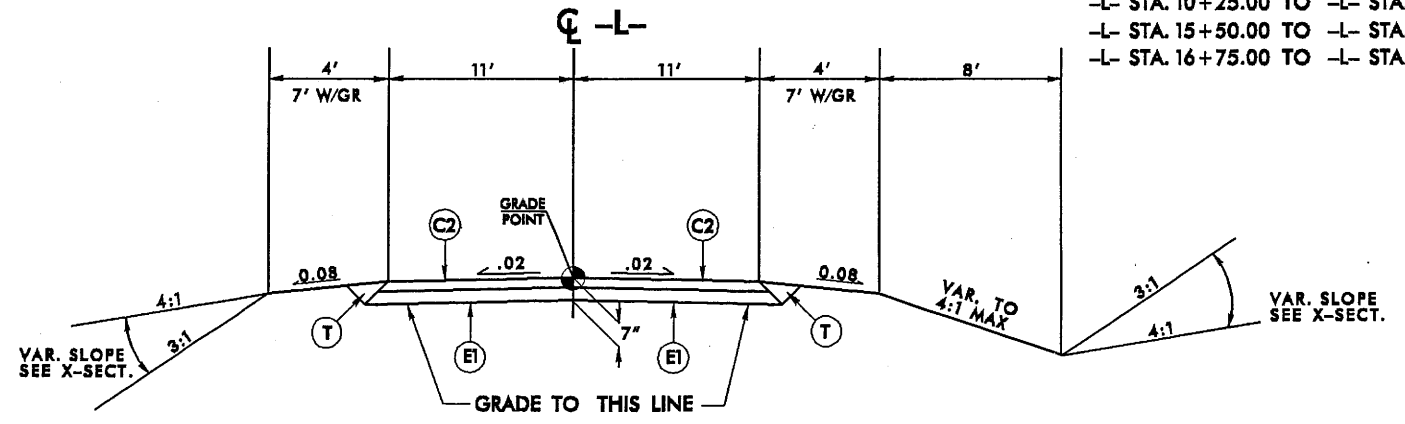 ℄ –L–
–L– STA. 10+25.00 TO –L– STA
–L– STA. 15+50.00 TO –L– STA
–L– STA. 16+75.00 TO –L– STA
4' 11' 11' 4' 8'
7' W/GR 7' W/GR
GRADE
POINT
C2 C2
0.08 .02 .02 0.08
4:1
3:1
VAR. SLOPE
SEE X–SECT.
T
E1
7"
E1
T
VAR. TO
4:1 MAX
3:1
4:1
VAR. SLOPE
SEE X–SECT.
GRADE TO THIS LINE